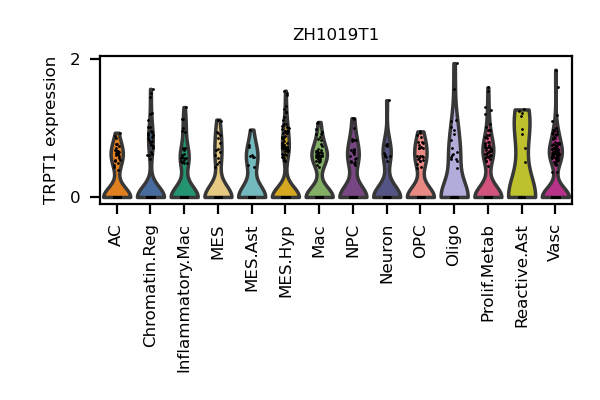 ZH1019T1
TRPT1 expression
2
0
AC
Chromatin.Reg
Inflammatory.Mac
MES
MES.Ast
MES.Hyp
Mac
NPC
Neuron
OPC
Oligo
Prolif.Metab
Reactive.Ast
Vasc